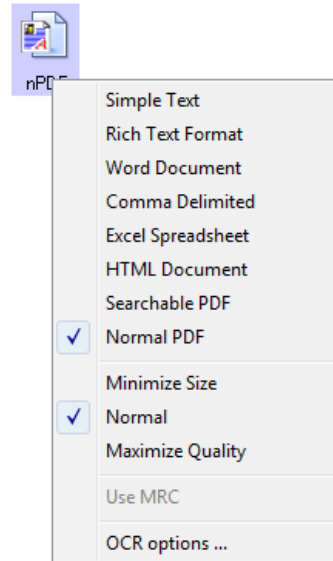 nPDF
Simple Text
Rich Text Format
Word Document
Comma Delimited
Excel Spreadsheet
HTML Document
Searchable PDF
Normal PDF
Minimize Size
Normal
Maximize Quality
Use MRC
OCR options ...